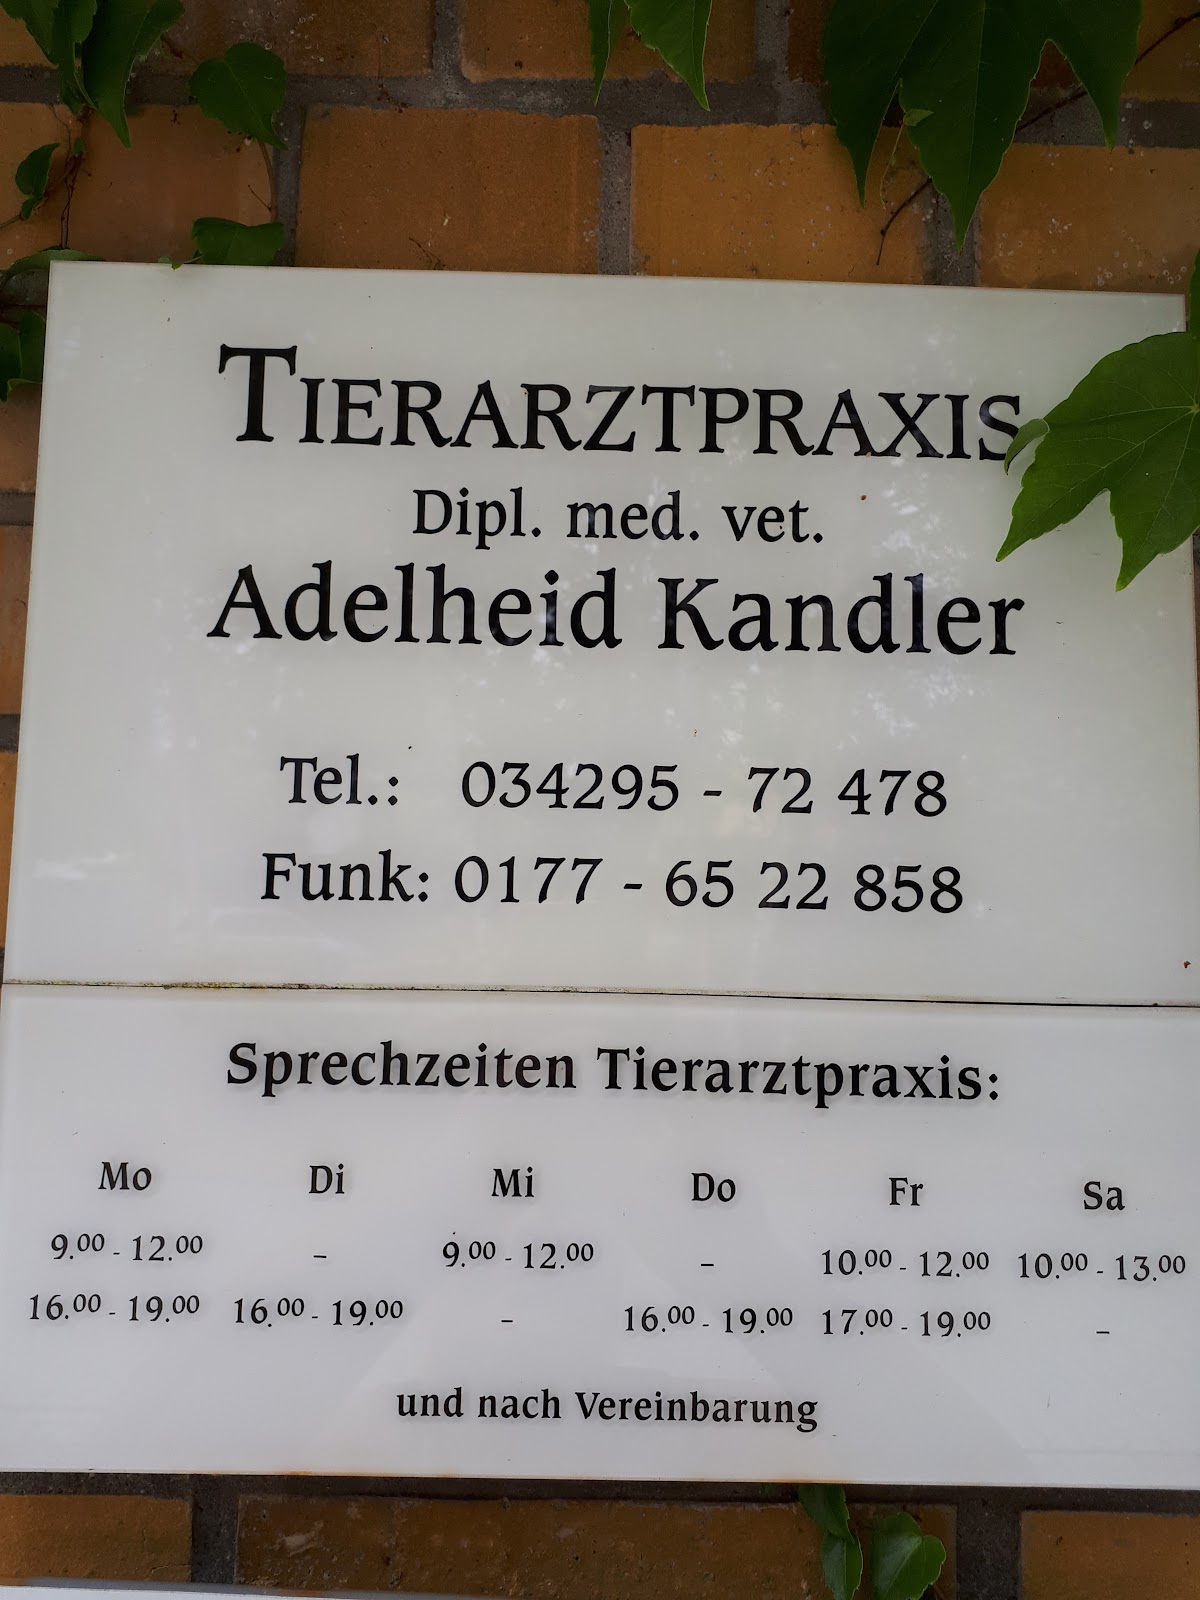 TIERARZTPRAXIS
Dipl. med. vet.
Adelheid Kandler
Tel.: 034295 - 72 478
Funk: 0177 - 65 22 858
Sprechzeiten Tierarztpraxis:
Mo Di Mi Do Fr Sa
9.00 - 12.00 – 9.00 - 12.00 – 10.00 - 12.00 10.00 - 13.00
16.00 - 19.00 16.00 - 19.00 – 16.00 - 19.00 17.00 - 19.00 –
und nach Vereinbarung